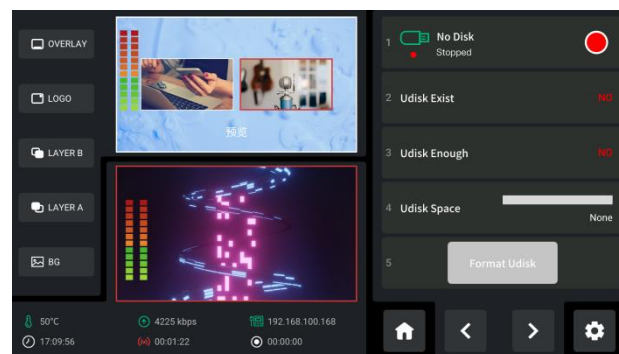 OVERLAY
LOGO
LAYER B
LAYER A
BG
预览
50°C
4225 kbps
192.168.100.168
17:09:56
00:01:22
00:00:00
1
No Disk
Stopped
2 Udisk Exist NO
3 Udisk Enough NO
4 Udisk Space
None
5 Format Udisk